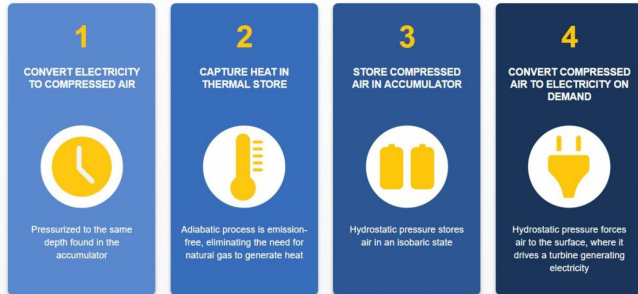 1
CONVERT ELECTRICITY
TO COMPRESSED AIR
Pressurized to the same
depth found in the
accumulator
2
CAPTURE HEAT IN
THERMAL STORE
Adiabatic process is emission-
free, eliminating the need for
natural gas to generate heat
3
STORE COMPRESSED
AIR IN ACCUMULATOR
Hydrostatic pressure stores
air in an isobaric state
4
CONVERT COMPRESSED
AIR TO ELECTRICITY ON
DEMAND
Hydrostatic pressure forces
air to the surface, where it
drives a turbine generating
electricity